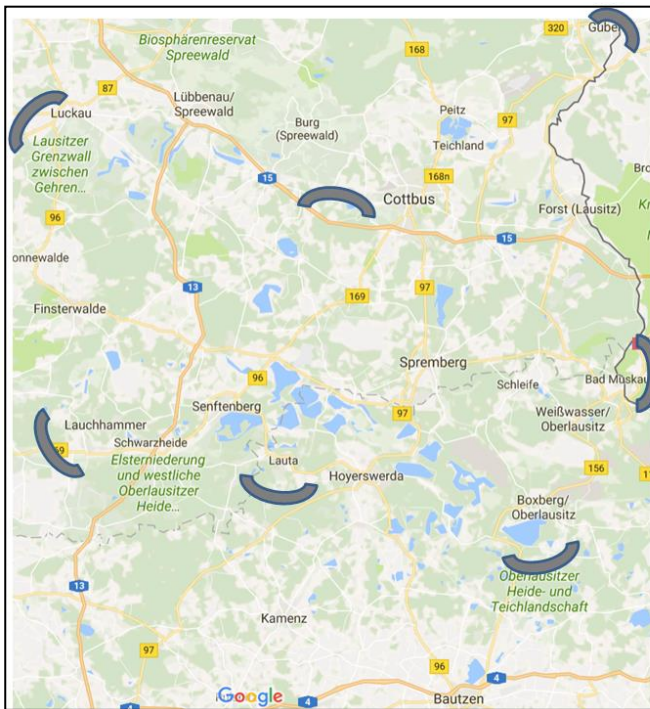 Biosphärenreservat
Spreewald
320
Guben
168
87
Luckau
Lübbenau/
Spreewald
Burg
(Spreewald)
Peitz
Teichland
97
Lausitzer
Grenzwall
zwischen
Gehren...
15
168n
Cottbus
Forst (Lausitz)
96
15
onnewalde
13
97
169
Finsterwalde
Spremberg
96
Schleife
Bad Muskau
Senftenberg
97
Weißwasser/
Oberlausitz
Lauchhammer
Schwarzheide
Elsterniederung
und westliche
Oberlausitzer
Heide...
Lauta
Hoyerswerda
156
Boxberg/
Oberlausitz
13
Oberlausitzer
Heide- und
Teichlandschaft
Kamenz
97
96
4
Google
4
4
Bautzen